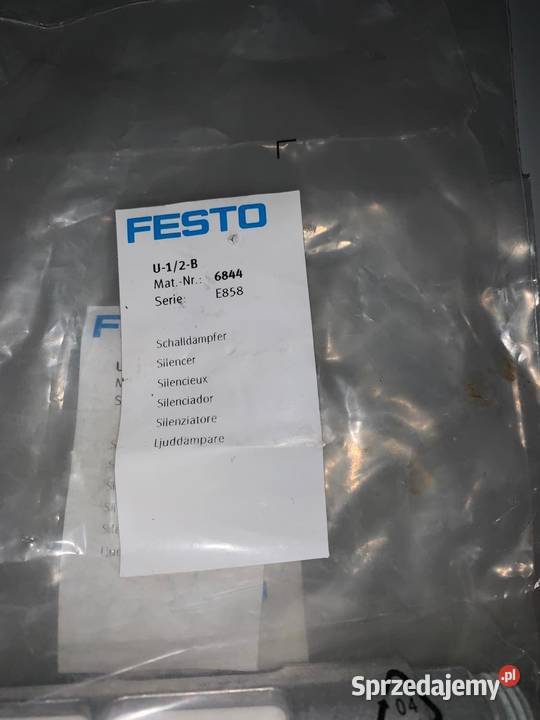 FESTO
U-1/2-B
Mat.-Nr.: 6844
Serie: E858
Schalldämpfer
Silencer
Silencieux
Silenciador
Silenziatore
Ljuddämpare
F
04
Sprzedajemy.pl